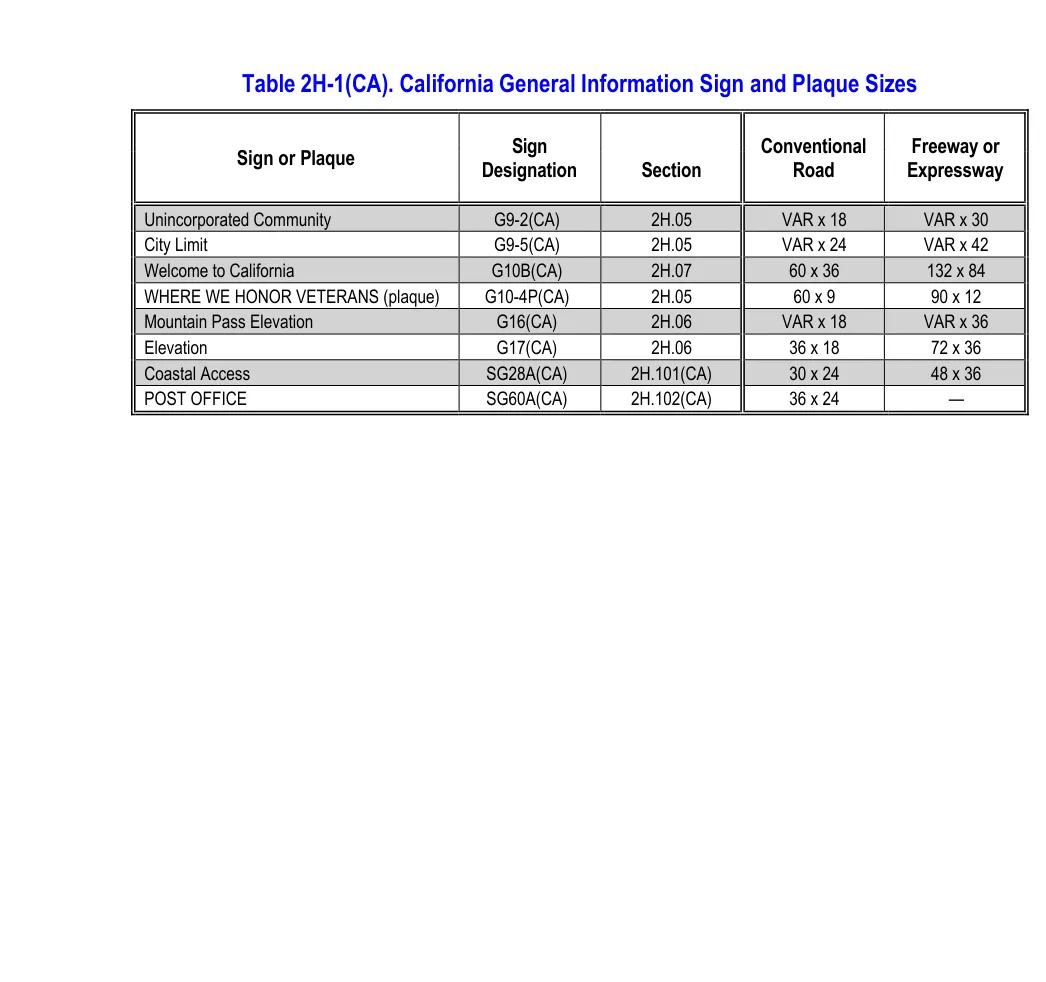 Table 2H-1(CA). California General Information Sign and Plaque Sizes
Sign or Plaque Sign Designation Section Conventional Road Freeway or Expressway
Unincorporated Community G9-2(CA) 2H.05 VAR x 18 VAR x 30
City Limit G9-5(CA) 2H.05 VAR x 24 VAR x 42
Welcome to California G10B(CA) 2H.07 60 x 36 132 x 84
WHERE WE HONOR VETERANS (plaque) G10-4P(CA) 2H.05 60 x 9 90 x 12
Mountain Pass Elevation G16(CA) 2H.06 VAR x 18 VAR x 36
Elevation G17(CA) 2H.06 36 x 18 72 x 36
Coastal Access SG28A(CA) 2H.101(CA) 30 x 24 48 x 36
POST OFFICE SG60A(CA) 2H.102(CA) 36 x 24 —